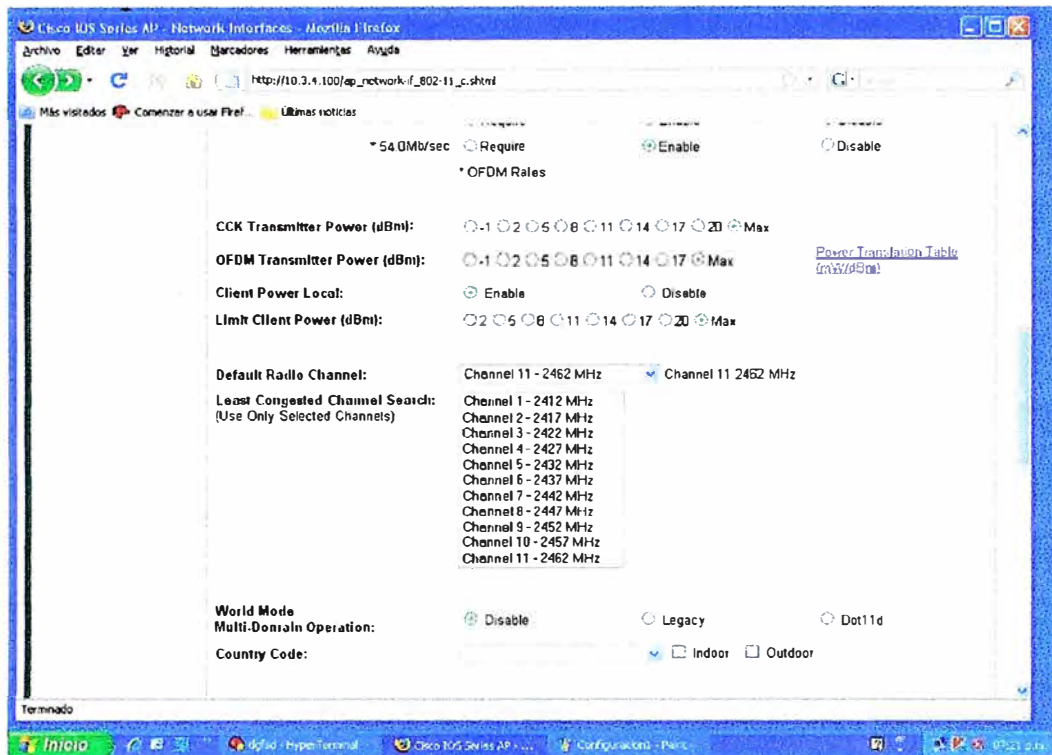 Cisco IOS Series AP - Network Interfaces - Mozilla Firefox
Archivo Editar Ver Historial Marcadores Herramientas Ayuda
http://10.3.4.100/ap_network-if_802-11_c.shtml
G
Más visitados Comenzar a usar Firef... Últimas noticias
* 54.0Mb/sec Require Enable Disable
* OFDM Rates
CCK Transmitter Power (dBm): -1 2 5 8 11 14 17 20 Max
OFDM Transmitter Power (dBm): -1 2 5 8 11 14 17 Max Power Translation Table
(mW/dBm)
Client Power Local: Enable Disable
Limit Client Power (dBm): 2 5 8 11 14 17 20 Max
Default Radio Channel: Channel 11 - 2462 MHz Channel 11 2462 MHz
Least Congested Channel Search:
(Use Only Selected Channels)
Channel 1 - 2412 MHz
Channel 2 - 2417 MHz
Channel 3 - 2422 MHz
Channel 4 - 2427 MHz
Channel 5 - 2432 MHz
Channel 6 - 2437 MHz
Channel 7 - 2442 MHz
Channel 8 - 2447 MHz
Channel 9 - 2452 MHz
Channel 10 - 2457 MHz
Channel 11 - 2462 MHz
World Mode
Multi-Domain Operation: Disable Legacy Dot11d
Country Code: Indoor Outdoor
Terminado
Inicio dgfsd - HyperTerminal Cisco IOS Series AP - ... Configuracion1 - Paint